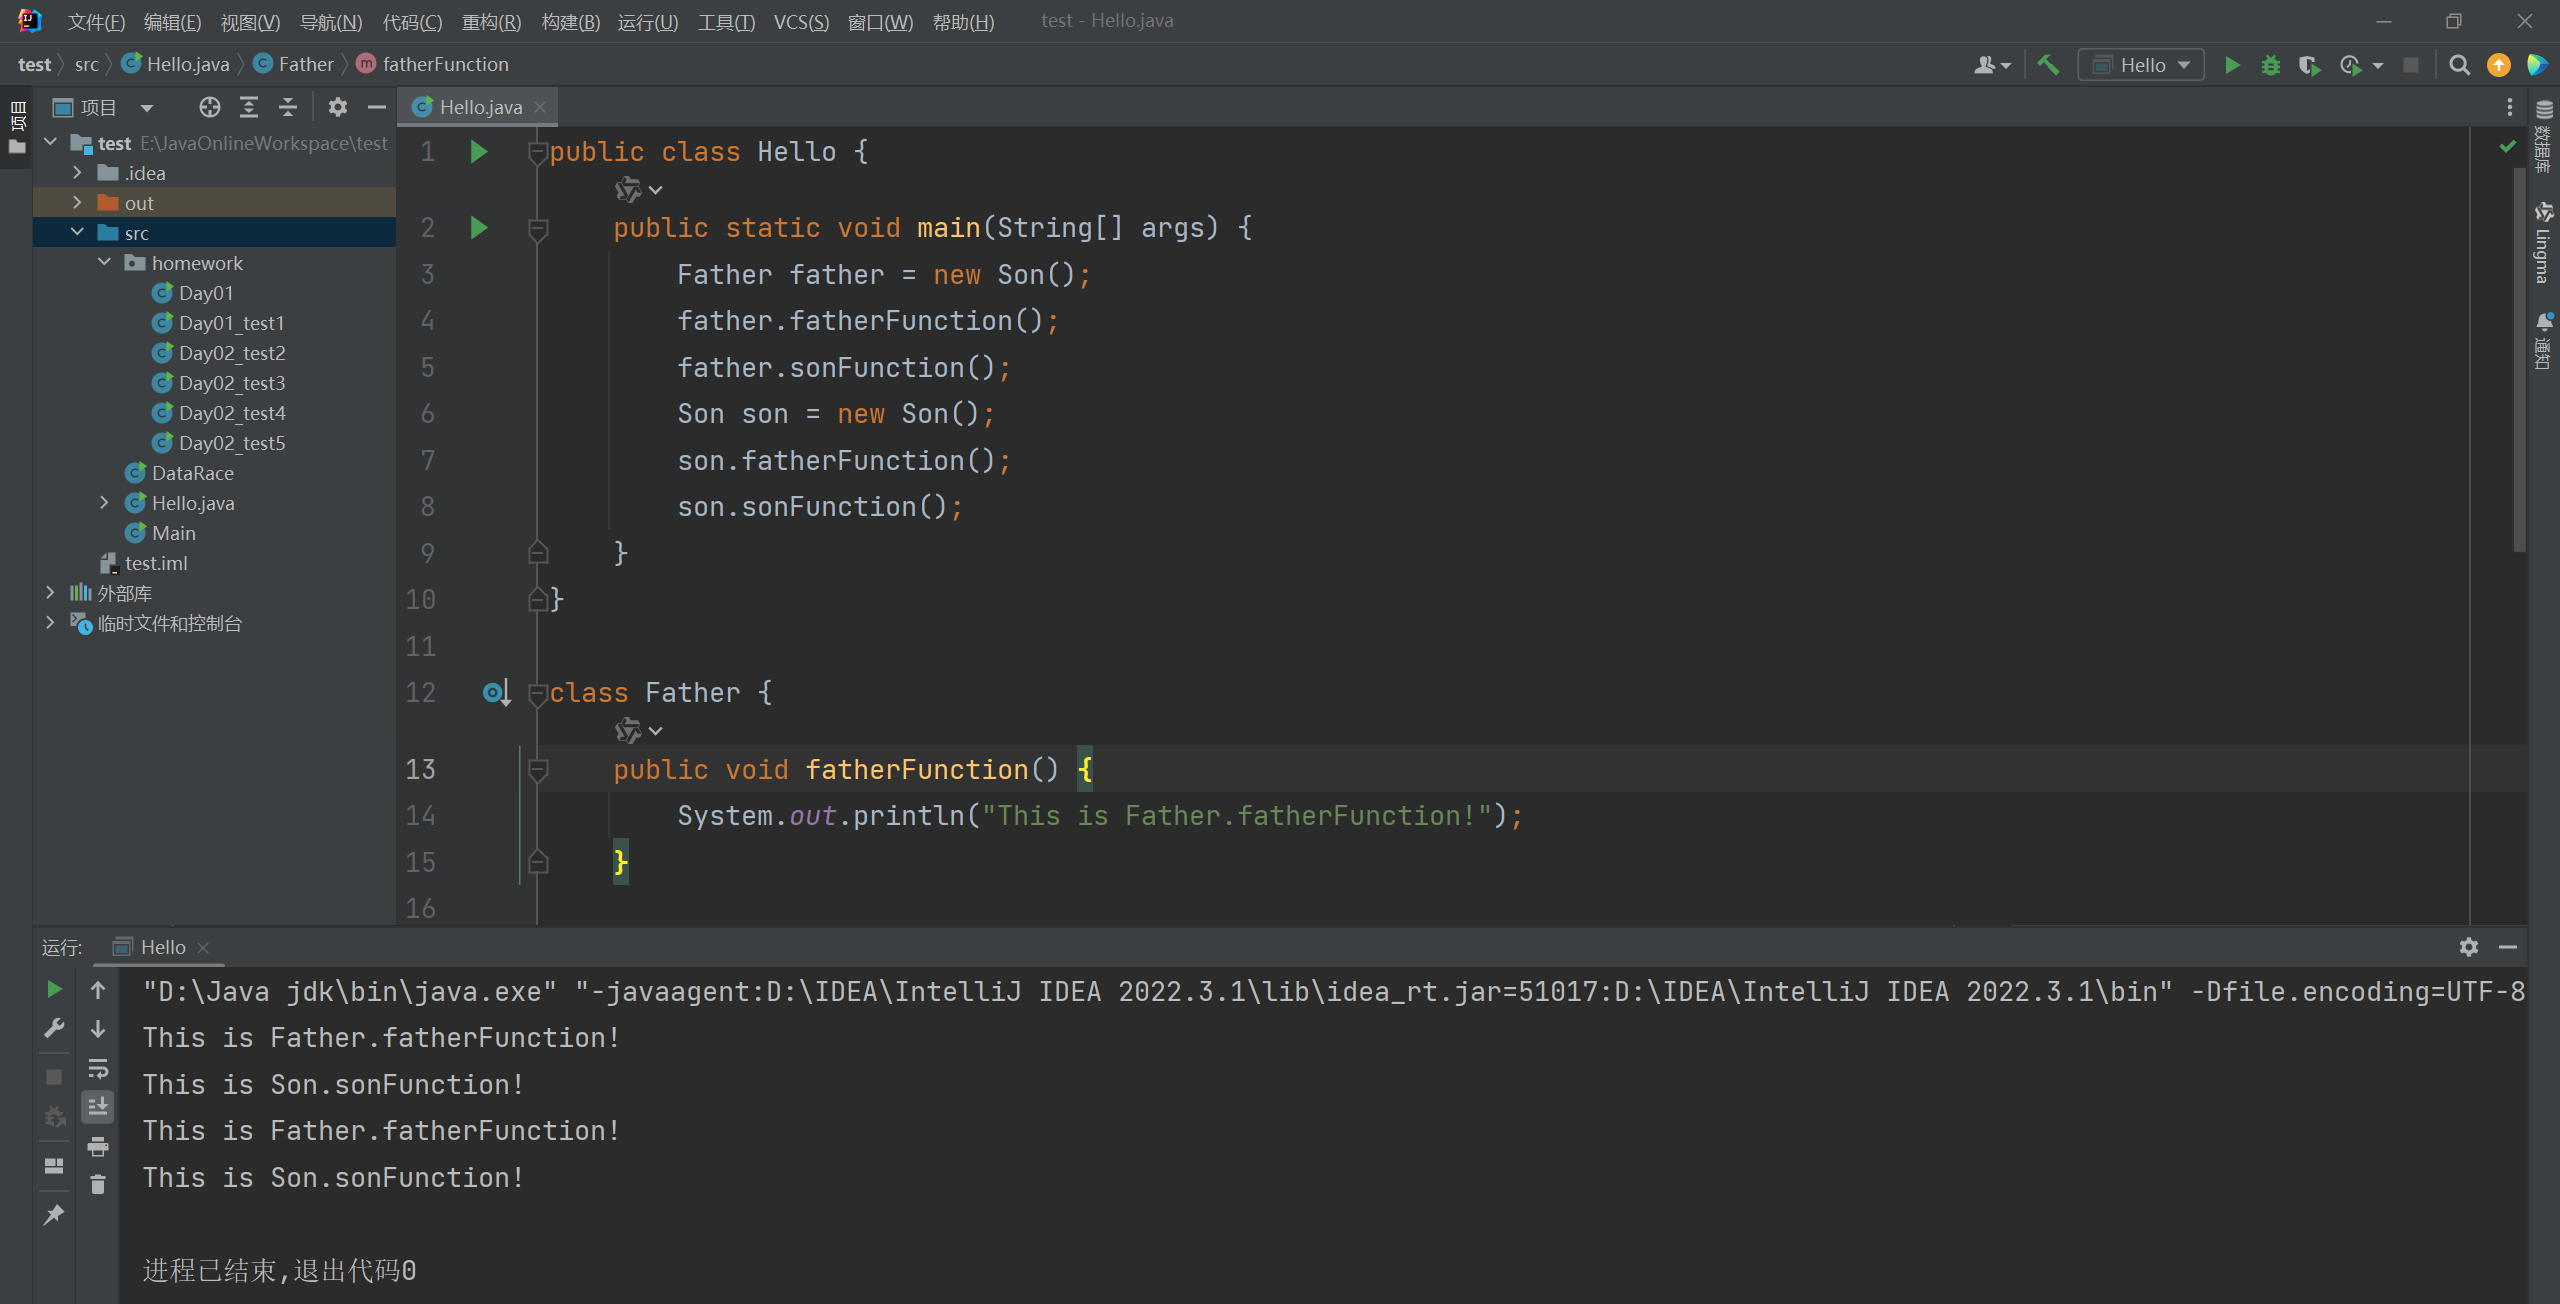 文件(F) 编辑(E) 视图(V) 导航(N) 代码(C) 重构(R) 构建(B) 运行(U) 工具(T) VCS(S) 窗口(W) 帮助(H) test - Hello.java
test src Hello.java Father fatherFunction Hello
项目
项目
Hello.java
test E:\JavaOnlineWorkspace\test
.idea
out
src
homework
Day01
Day01_test1
Day02_test2
Day02_test3
Day02_test4
Day02_test5
DataRace
Hello.java
Main
test.iml
外部库
临时文件和控制台
1 public class Hello {
2 public static void main(String[] args) {
3 Father father = new Son();
4 father.fatherFunction();
5 father.sonFunction();
6 Son son = new Son();
7 son.fatherFunction();
8 son.sonFunction();
9 }
10 }
11
12 class Father {
13 public void fatherFunction() {
14 System.out.println("This is Father.fatherFunction!");
15 }
16
数据库
Lingma
通知
运行: Hello
"D:\Java jdk\bin\java.exe" "-javaagent:D:\IDEA\IntelliJ IDEA 2022.3.1\lib\idea_rt.jar=51017:D:\IDEA\IntelliJ IDEA 2022.3.1\bin" -Dfile.encoding=UTF-8
This is Father.fatherFunction!
This is Son.sonFunction!
This is Father.fatherFunction!
This is Son.sonFunction!
进程已结束,退出代码0